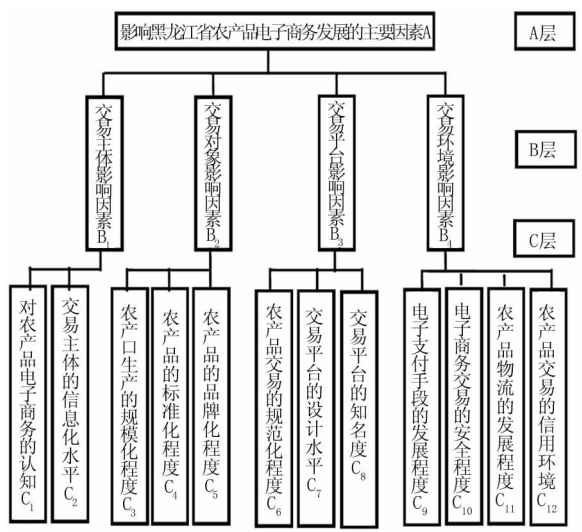 影响黑龙江省农产品电子商务发展的主要因素A
A层
交易主体影响因素B1
交易对象影响因素B2
交易平台影响因素B3
交易环境影响因素B4
B层
C层
对农产品电子商务的认知C1
交易主体的信息化水平C2
农产口生产的规模化程度C3
农产品的标准化程度C4
农产品的品牌化程度C5
农产品交易的规范化程度C6
交易平台的设计水平C7
交易平台的知名度C8
电子支付手段的发展程度C9
电子商务交易的安全程度C10
农产品物流的发展程度C11
农产品交易的信用环境C12